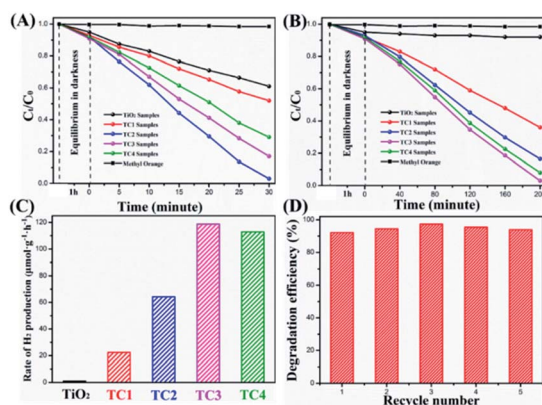 (A)
C₁/C₀
1.0
0.8
0.6
0.4
0.2
0.0
Equilibrium in darkness
TiO₂ Samples
TC1 Samples
TC2 Samples
TC3 Samples
TC4 Samples
Methyl Orange
1h 0 5 10 15 20 25 30
Time (minute)
(B)
C₁/C₀
1.0
0.8
0.6
0.4
0.2
0.0
Equilibrium in darkness
TiO₂ Samples
TC1 Samples
TC2 Samples
TC3 Samples
TC4 Samples
Methyl Orange
1h 0 40 80 120 160 200
Time (minute)
(C)
Rate of H₂ production (μmol·g⁻¹·h⁻¹)
120
100
80
60
40
20
0
TiO₂ TC1 TC2 TC3 TC4
(D)
Degradation efficiency (%)
100
80
60
40
20
0
1 2 3 4 5
Recycle number